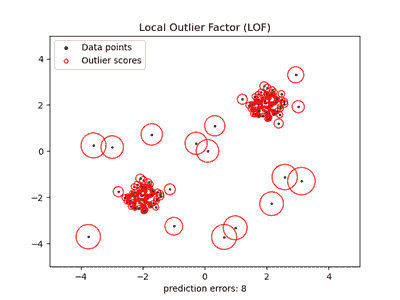 Local Outlier Factor (LOF)
Data points
Outlier scores
4
2
0
−2
−4
−4 −2 0 2 4
prediction errors: 8